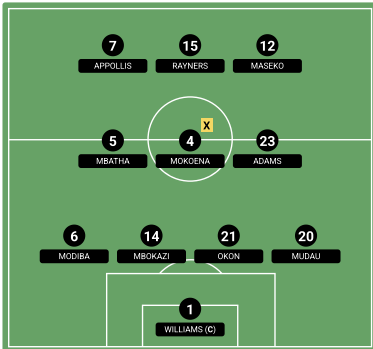 7 15 12
APPOLLIS RAYNERS MASEKO
X
5 4 23
MBATHA MOKOENA ADAMS
6 14 21 20
MODIBA MBOKAZI OKON MUDAU
1
WILLIAMS (C)